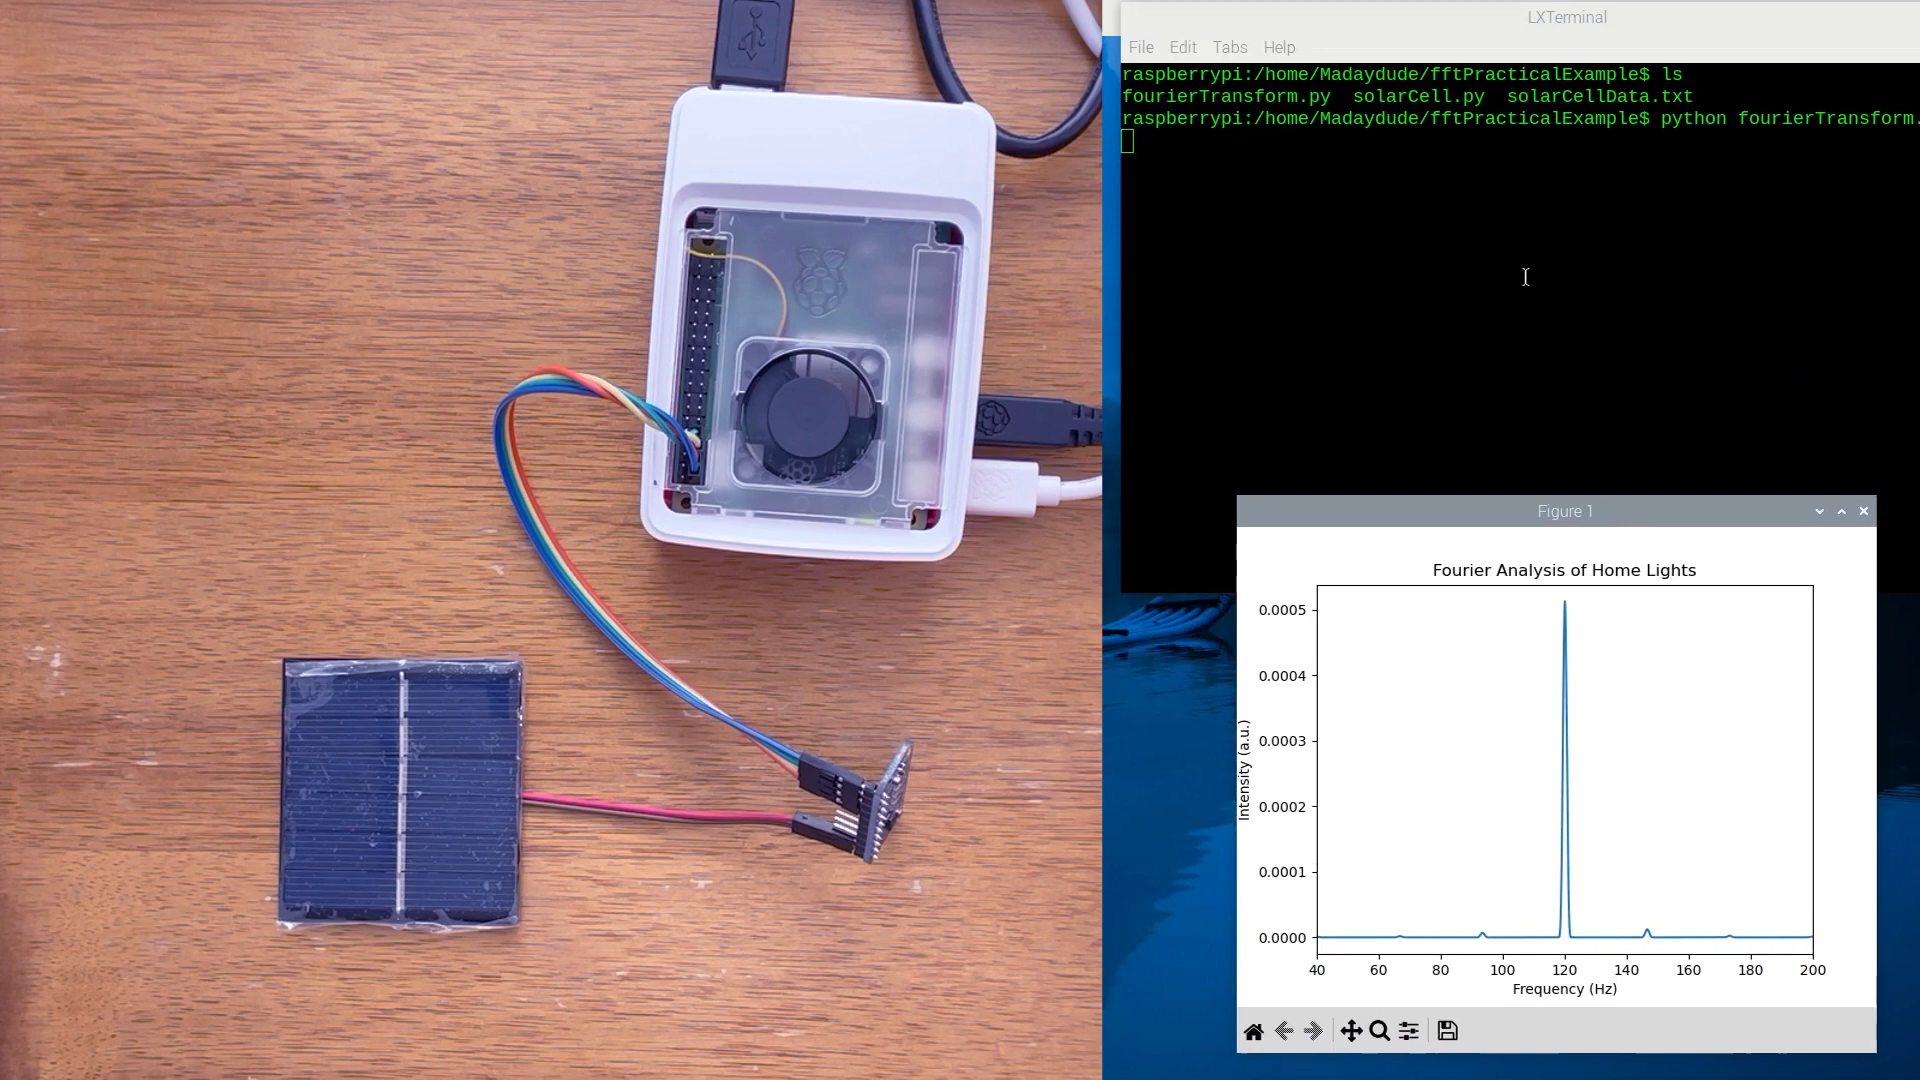 LXTerminal
File Edit Tabs Help
raspberrypi:/home/Madaydude/fftPracticalExample$ ls
fourierTransform.py solarCell.py solarCellData.txt
raspberrypi:/home/Madaydude/fftPracticalExample$ python fourierTransform.
Figure 1
Fourier Analysis of Home Lights
0.0005
0.0004
0.0003
0.0002
0.0001
0.0000
Intensity (a.u.)
40 60 80 100 120 140 160 180 200
Frequency (Hz)